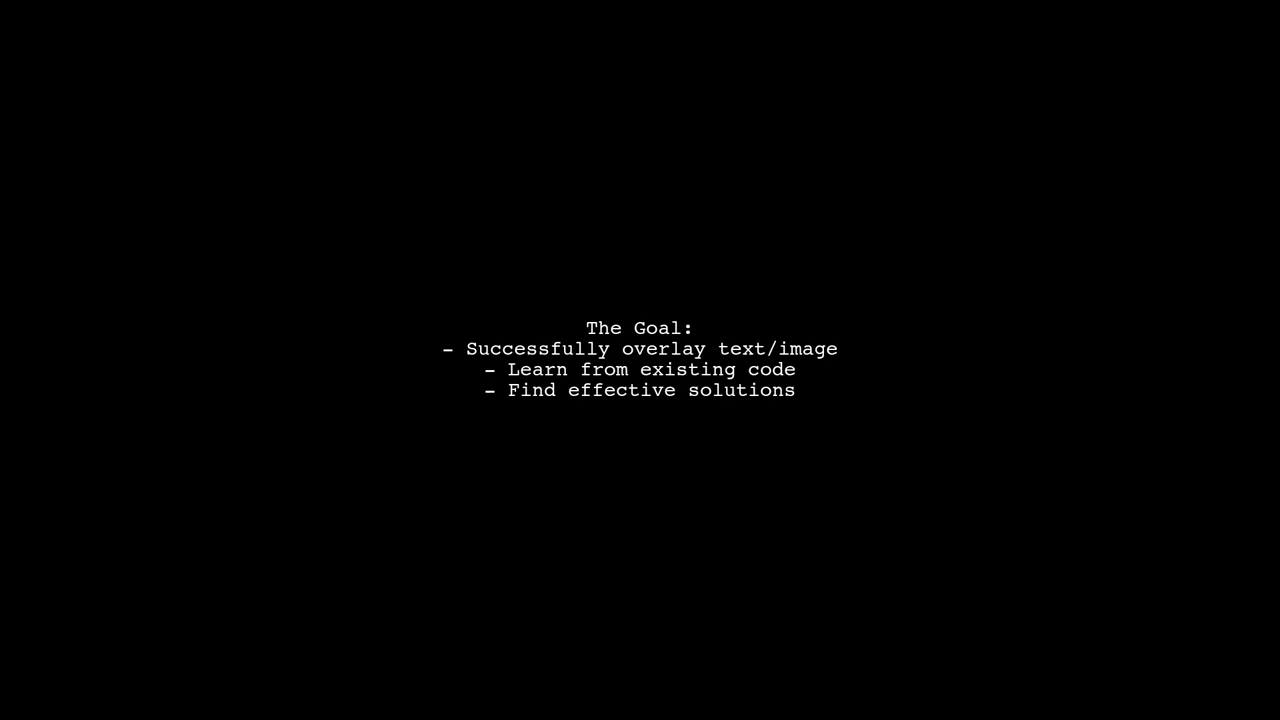 The Goal:
- Successfully overlay text/image
- Learn from existing code
- Find effective solutions